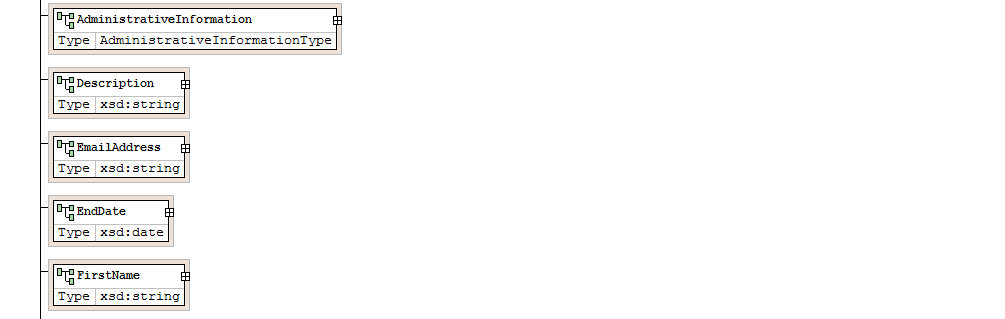 AdministrativeInformation
Type AdministrativeInformationType
Description
Type xsd:string
EmailAddress
Type xsd:string
EndDate
Type xsd:date
FirstName
Type xsd:string